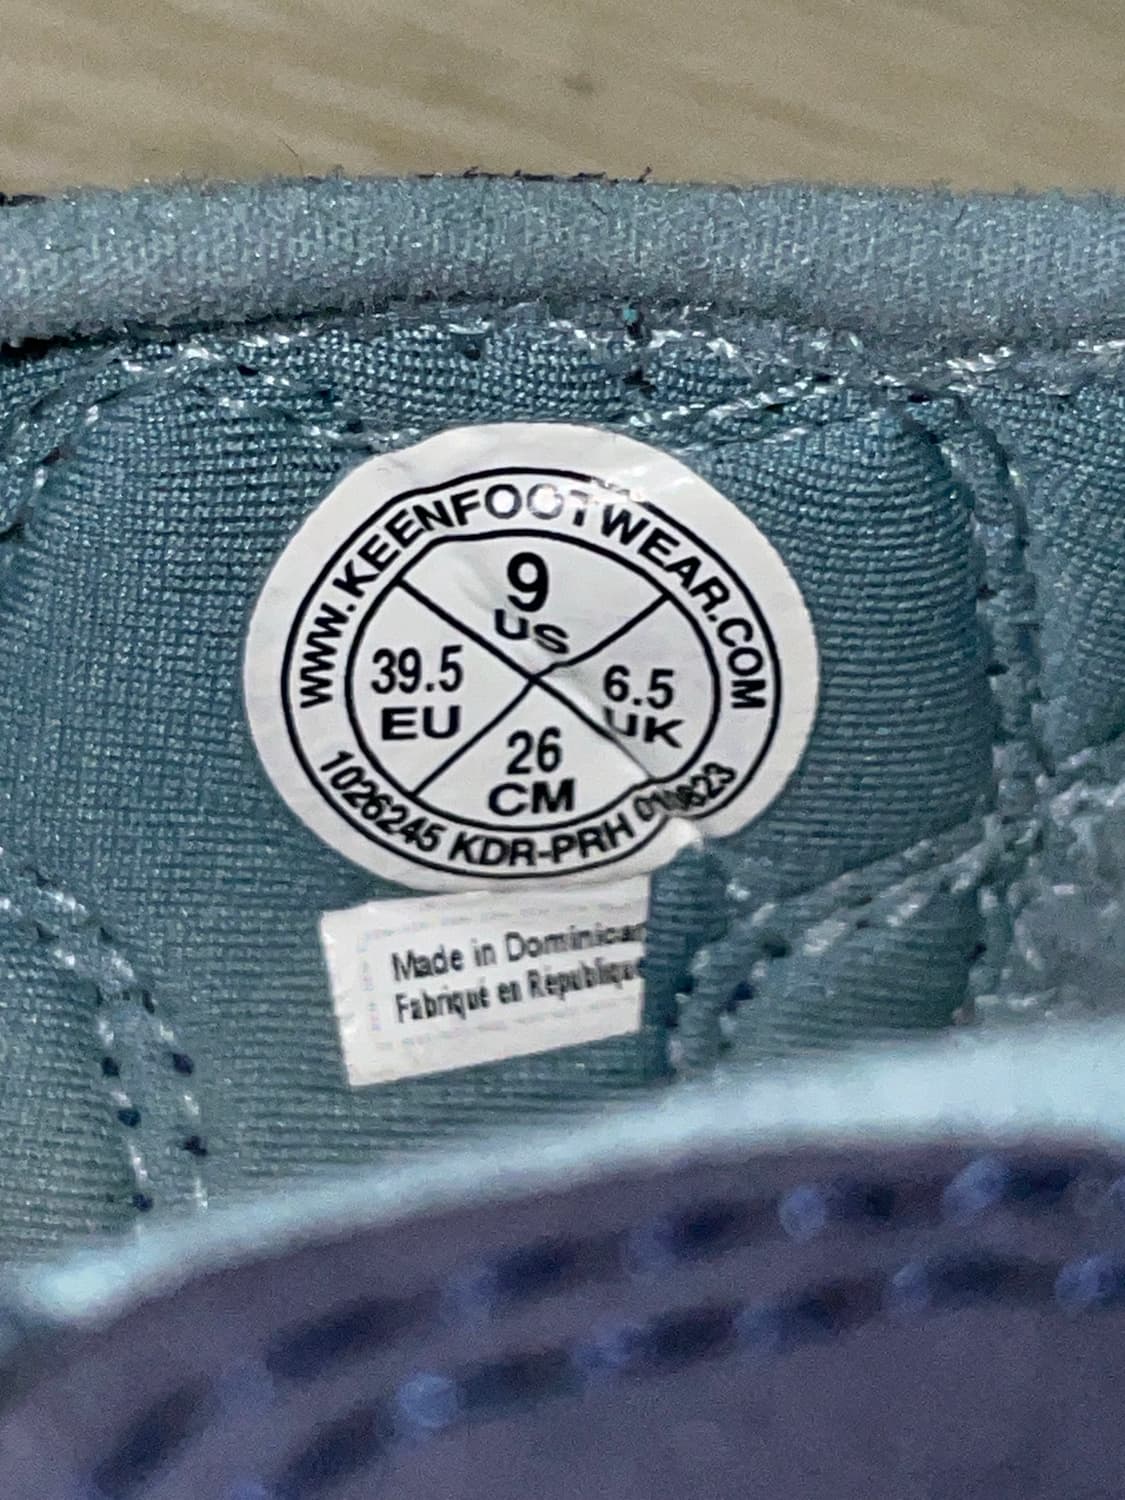 WWW.KEENFOOTWEAR.COM
9
US
39.5
EU
6.5
UK
26
CM
1026245 KDR-PRH
Made in Dominican
Fabriqué en République